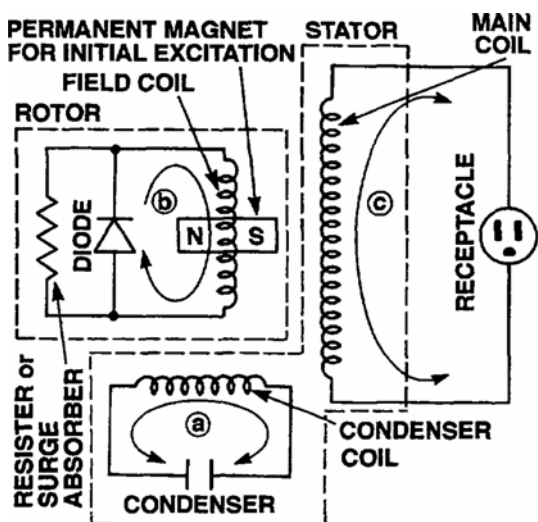 PERMANENT MAGNET
FOR INITIAL EXCITATION
FIELD COIL
ROTOR
STATOR
MAIN
COIL
b
N
S
DIODE
c
RECEPTACLE
RESISTER or
SURGE
ABSORBER
a
CONDENSER
COIL
CONDENSER